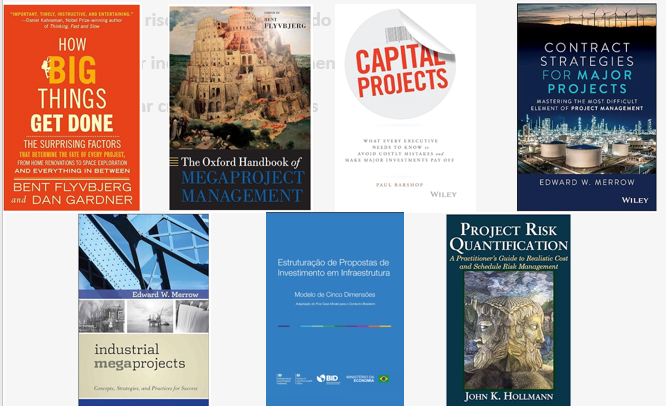 "IMPORTANT, TIMELY, INSTRUCTIVE, AND ENTERTAINING."
—Daniel Kahneman, Nobel Prize–winning author
of Thinking, Fast and Slow
HOW
BIG
THINGS
GET DONE
THE SURPRISING FACTORS
THAT DETERMINE THE FATE OF EVERY PROJECT,
FROM HOME RENOVATIONS TO SPACE EXPLORATION
AND EVERYTHING IN BETWEEN
BENT FLYVBJERG
and DAN GARDNER
BENT
FLYVBJERG
The Oxford Handbook of
MEGAPROJECT
MANAGEMENT
CAPITAL
PROJECTS
WHAT EVERY EXECUTIVE
NEEDS TO KNOW to
AVOID COSTLY MISTAKES and
MAKE MAJOR INVESTMENTS PAY OFF
PAUL BARSHOP
WILEY
CONTRACT
STRATEGIES
FOR MAJOR
PROJECTS
MASTERING THE MOST DIFFICULT
ELEMENT OF PROJECT MANAGEMENT
EDWARD W. MERROW
WILEY
Edward W. Merrow
industrial
megaprojects
Concepts, Strategies, and Practices for Success
Estruturação de Propostas de
Investimento em Infraestrutura
Modelo de Cinco Dimensões
BID
MINISTÉRIO DA
ECONOMIA
PROJECT RISK
QUANTIFICATION
A Practitioner's Guide to Realistic Cost
and Schedule Risk Management
JOHN K. HOLLMANN